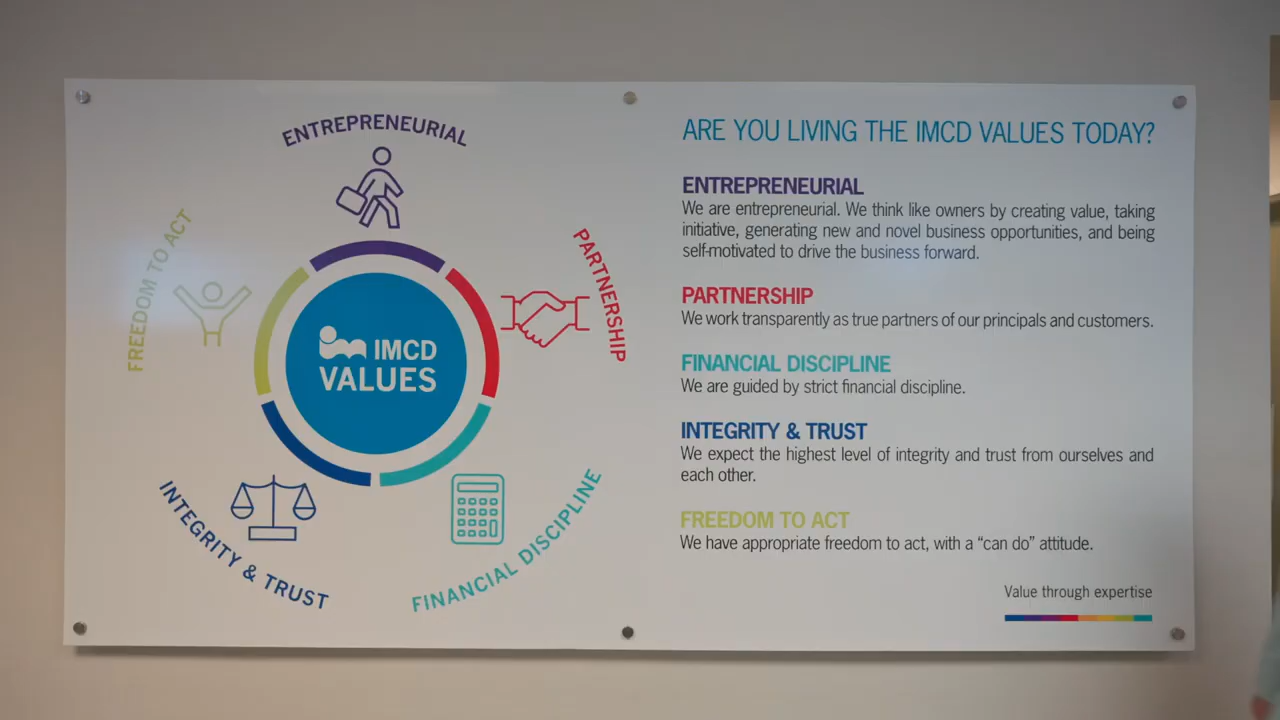 ENTREPRENEURIAL
PARTNERSHIP
FINANCIAL DISCIPLINE
INTEGRITY & TRUST
FREEDOM TO ACT
IMCD
VALUES
ARE YOU LIVING THE IMCD VALUES TODAY?
ENTREPRENEURIAL
We are entrepreneurial. We think like owners by creating value, taking
initiative, generating new and novel business opportunities, and being
self-motivated to drive the business forward.
PARTNERSHIP
We work transparently as true partners of our principals and customers.
FINANCIAL DISCIPLINE
We are guided by strict financial discipline.
INTEGRITY & TRUST
We expect the highest level of integrity and trust from ourselves and
each other.
FREEDOM TO ACT
We have appropriate freedom to act, with a “can do” attitude.
Value through expertise